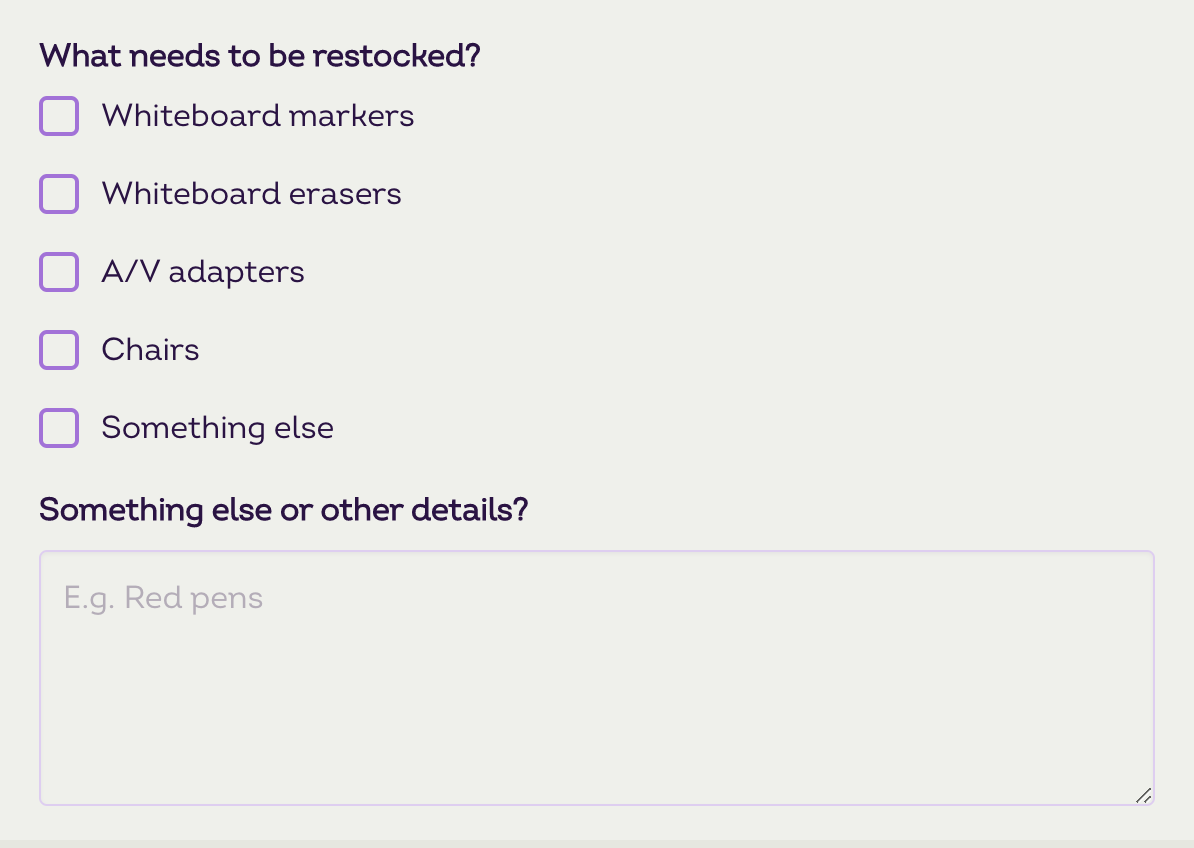 What needs to be restocked?
Whiteboard markers
Whiteboard erasers
A/V adapters
Chairs
Something else
Something else or other details?
E.g. Red pens